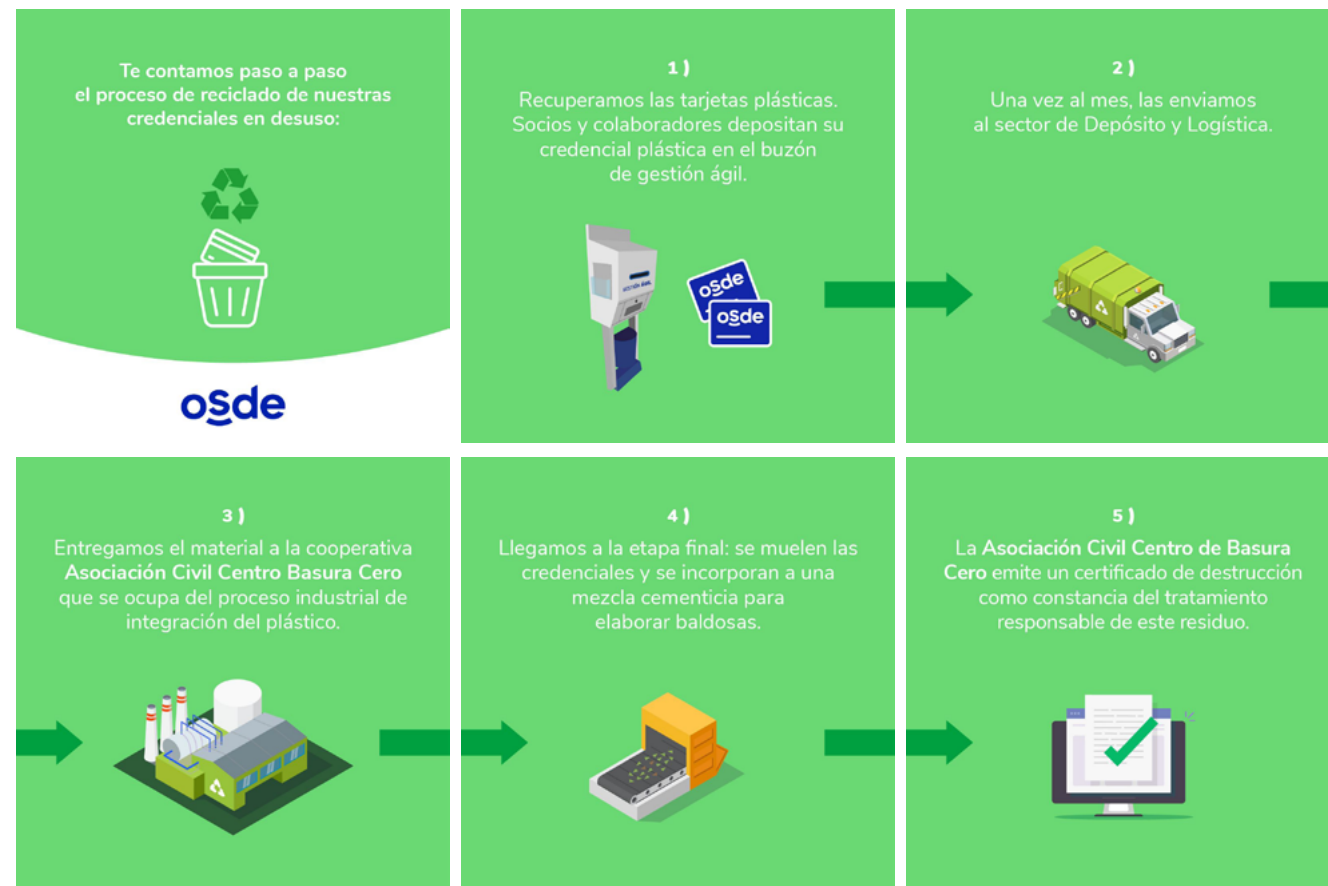 Te contamos paso a paso
el proceso de reciclado de nuestras
credenciales en desuso:
osde
1)
Recuperamos las tarjetas plásticas.
Socios y colaboradores depositan su
credencial plástica en el buzón
de gestión ágil.
GESTIÓN ÁGIL
osde
osde
2)
Una vez al mes, las enviamos
al sector de Depósito y Logística.
3)
Entregamos el material a la cooperativa
Asociación Civil Centro Basura Cero
que se ocupa del proceso industrial de
integración del plástico.
4)
Llegamos a la etapa final: se muelen las
credenciales y se incorporan a una
mezcla cementicia para
elaborar baldosas.
5)
La Asociación Civil Centro de Basura
Cero emite un certificado de destrucción
como constancia del tratamiento
responsable de este residuo.